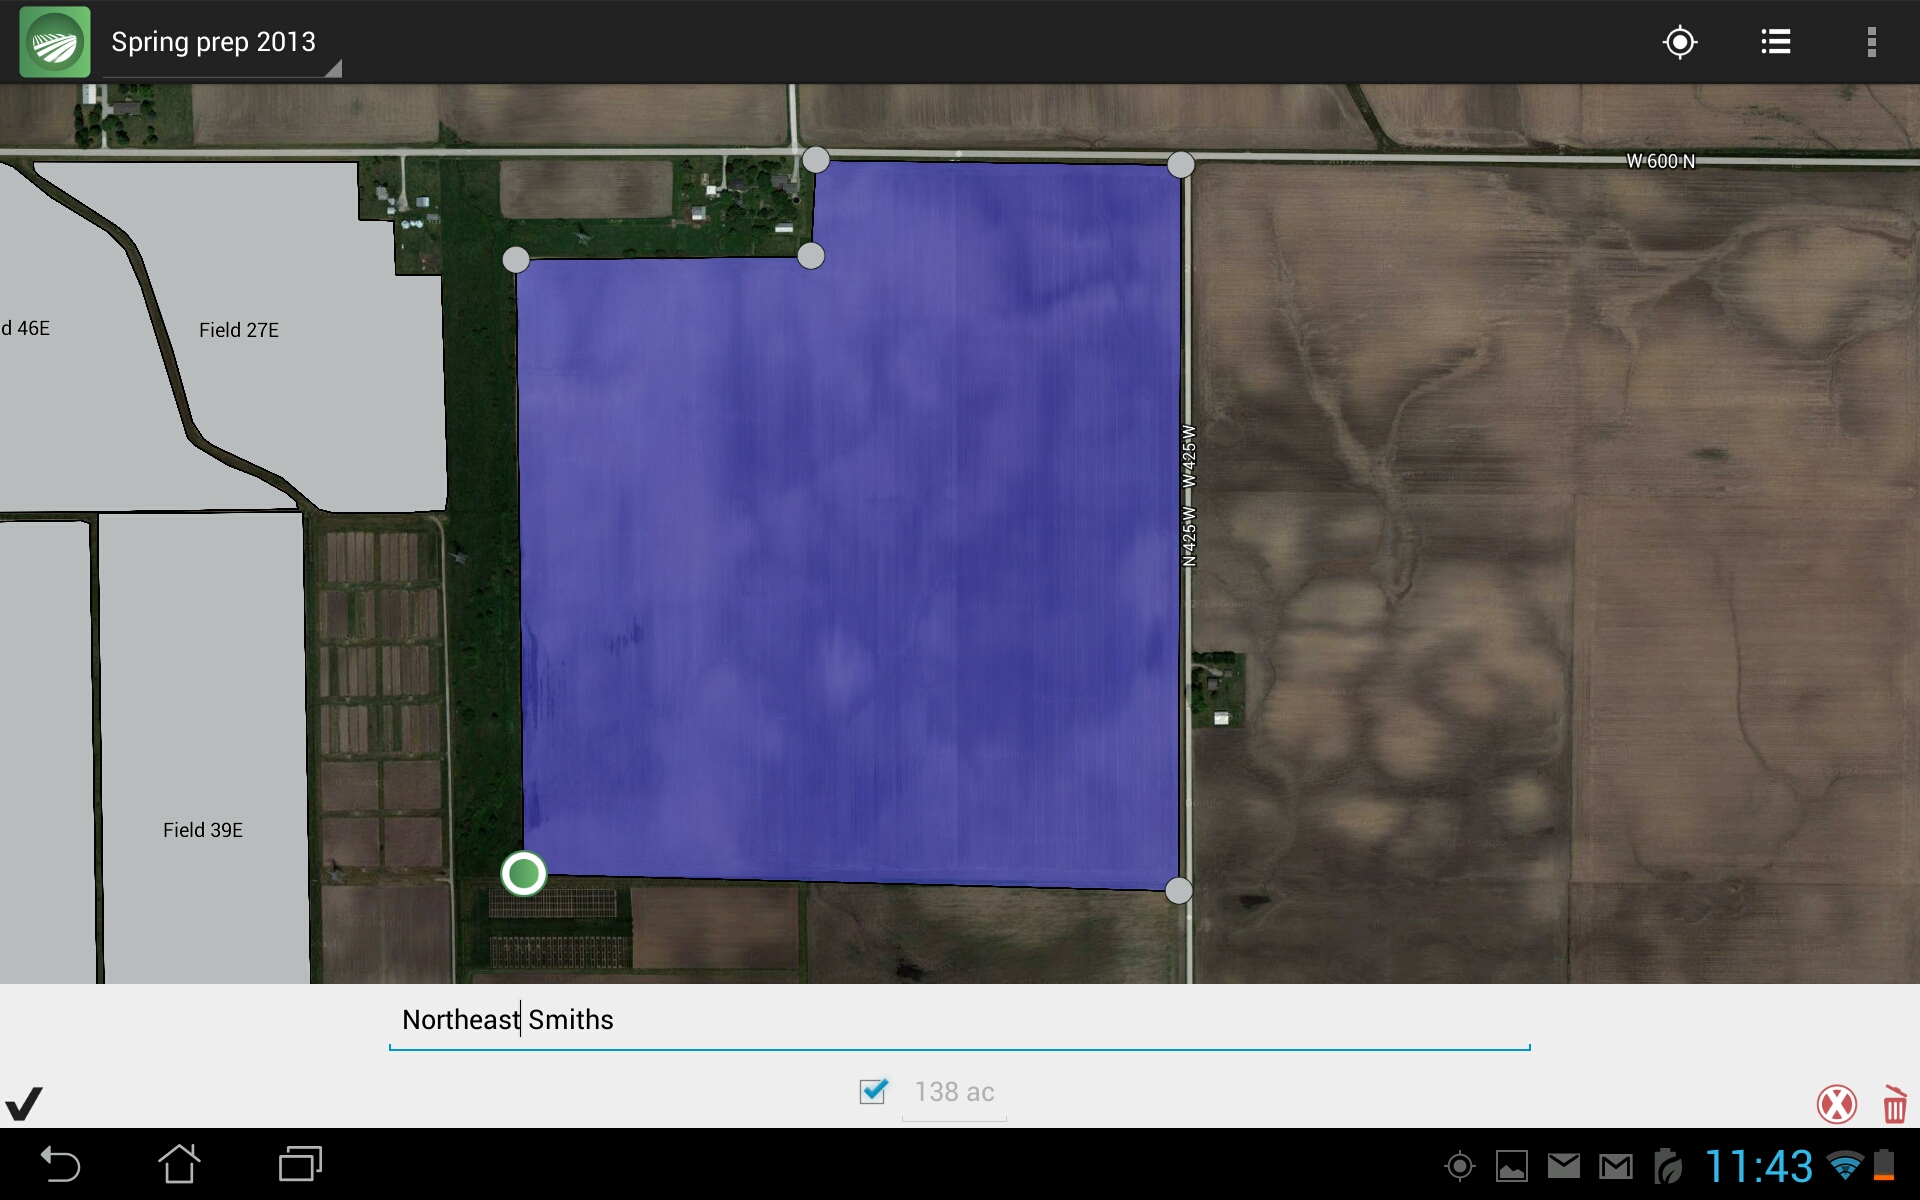 Spring prep 2013
W 600 N
d 46E
Field 27E
W 425 W
N 425 W
Field 39E
Northeast Smiths
138 ac
11:43